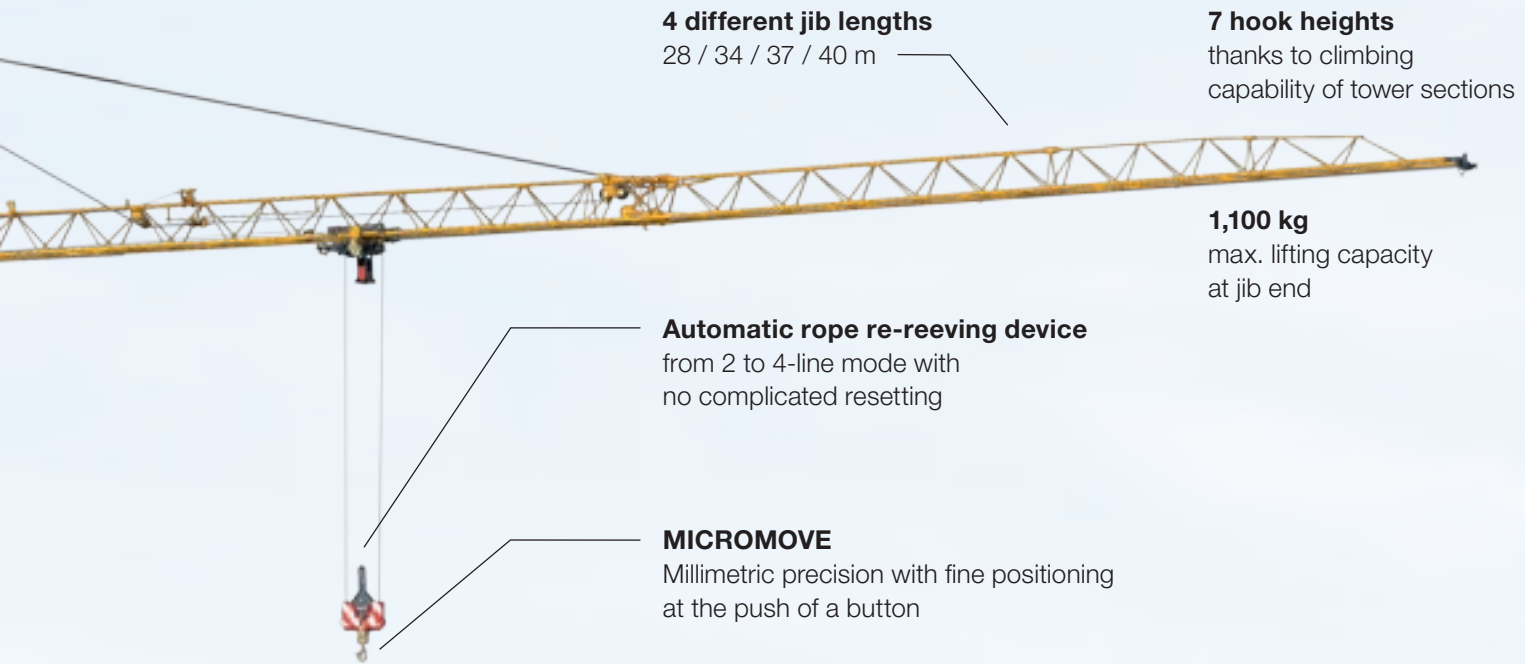 4 different jib lengths
28 / 34 / 37 / 40 m
7 hook heights
thanks to climbing
capability of tower sections
1,100 kg
max. lifting capacity
at jib end
Automatic rope re-reeving device
from 2 to 4-line mode with
no complicated resetting
MICROMOVE
Millimetric precision with fine positioning
at the push of a button